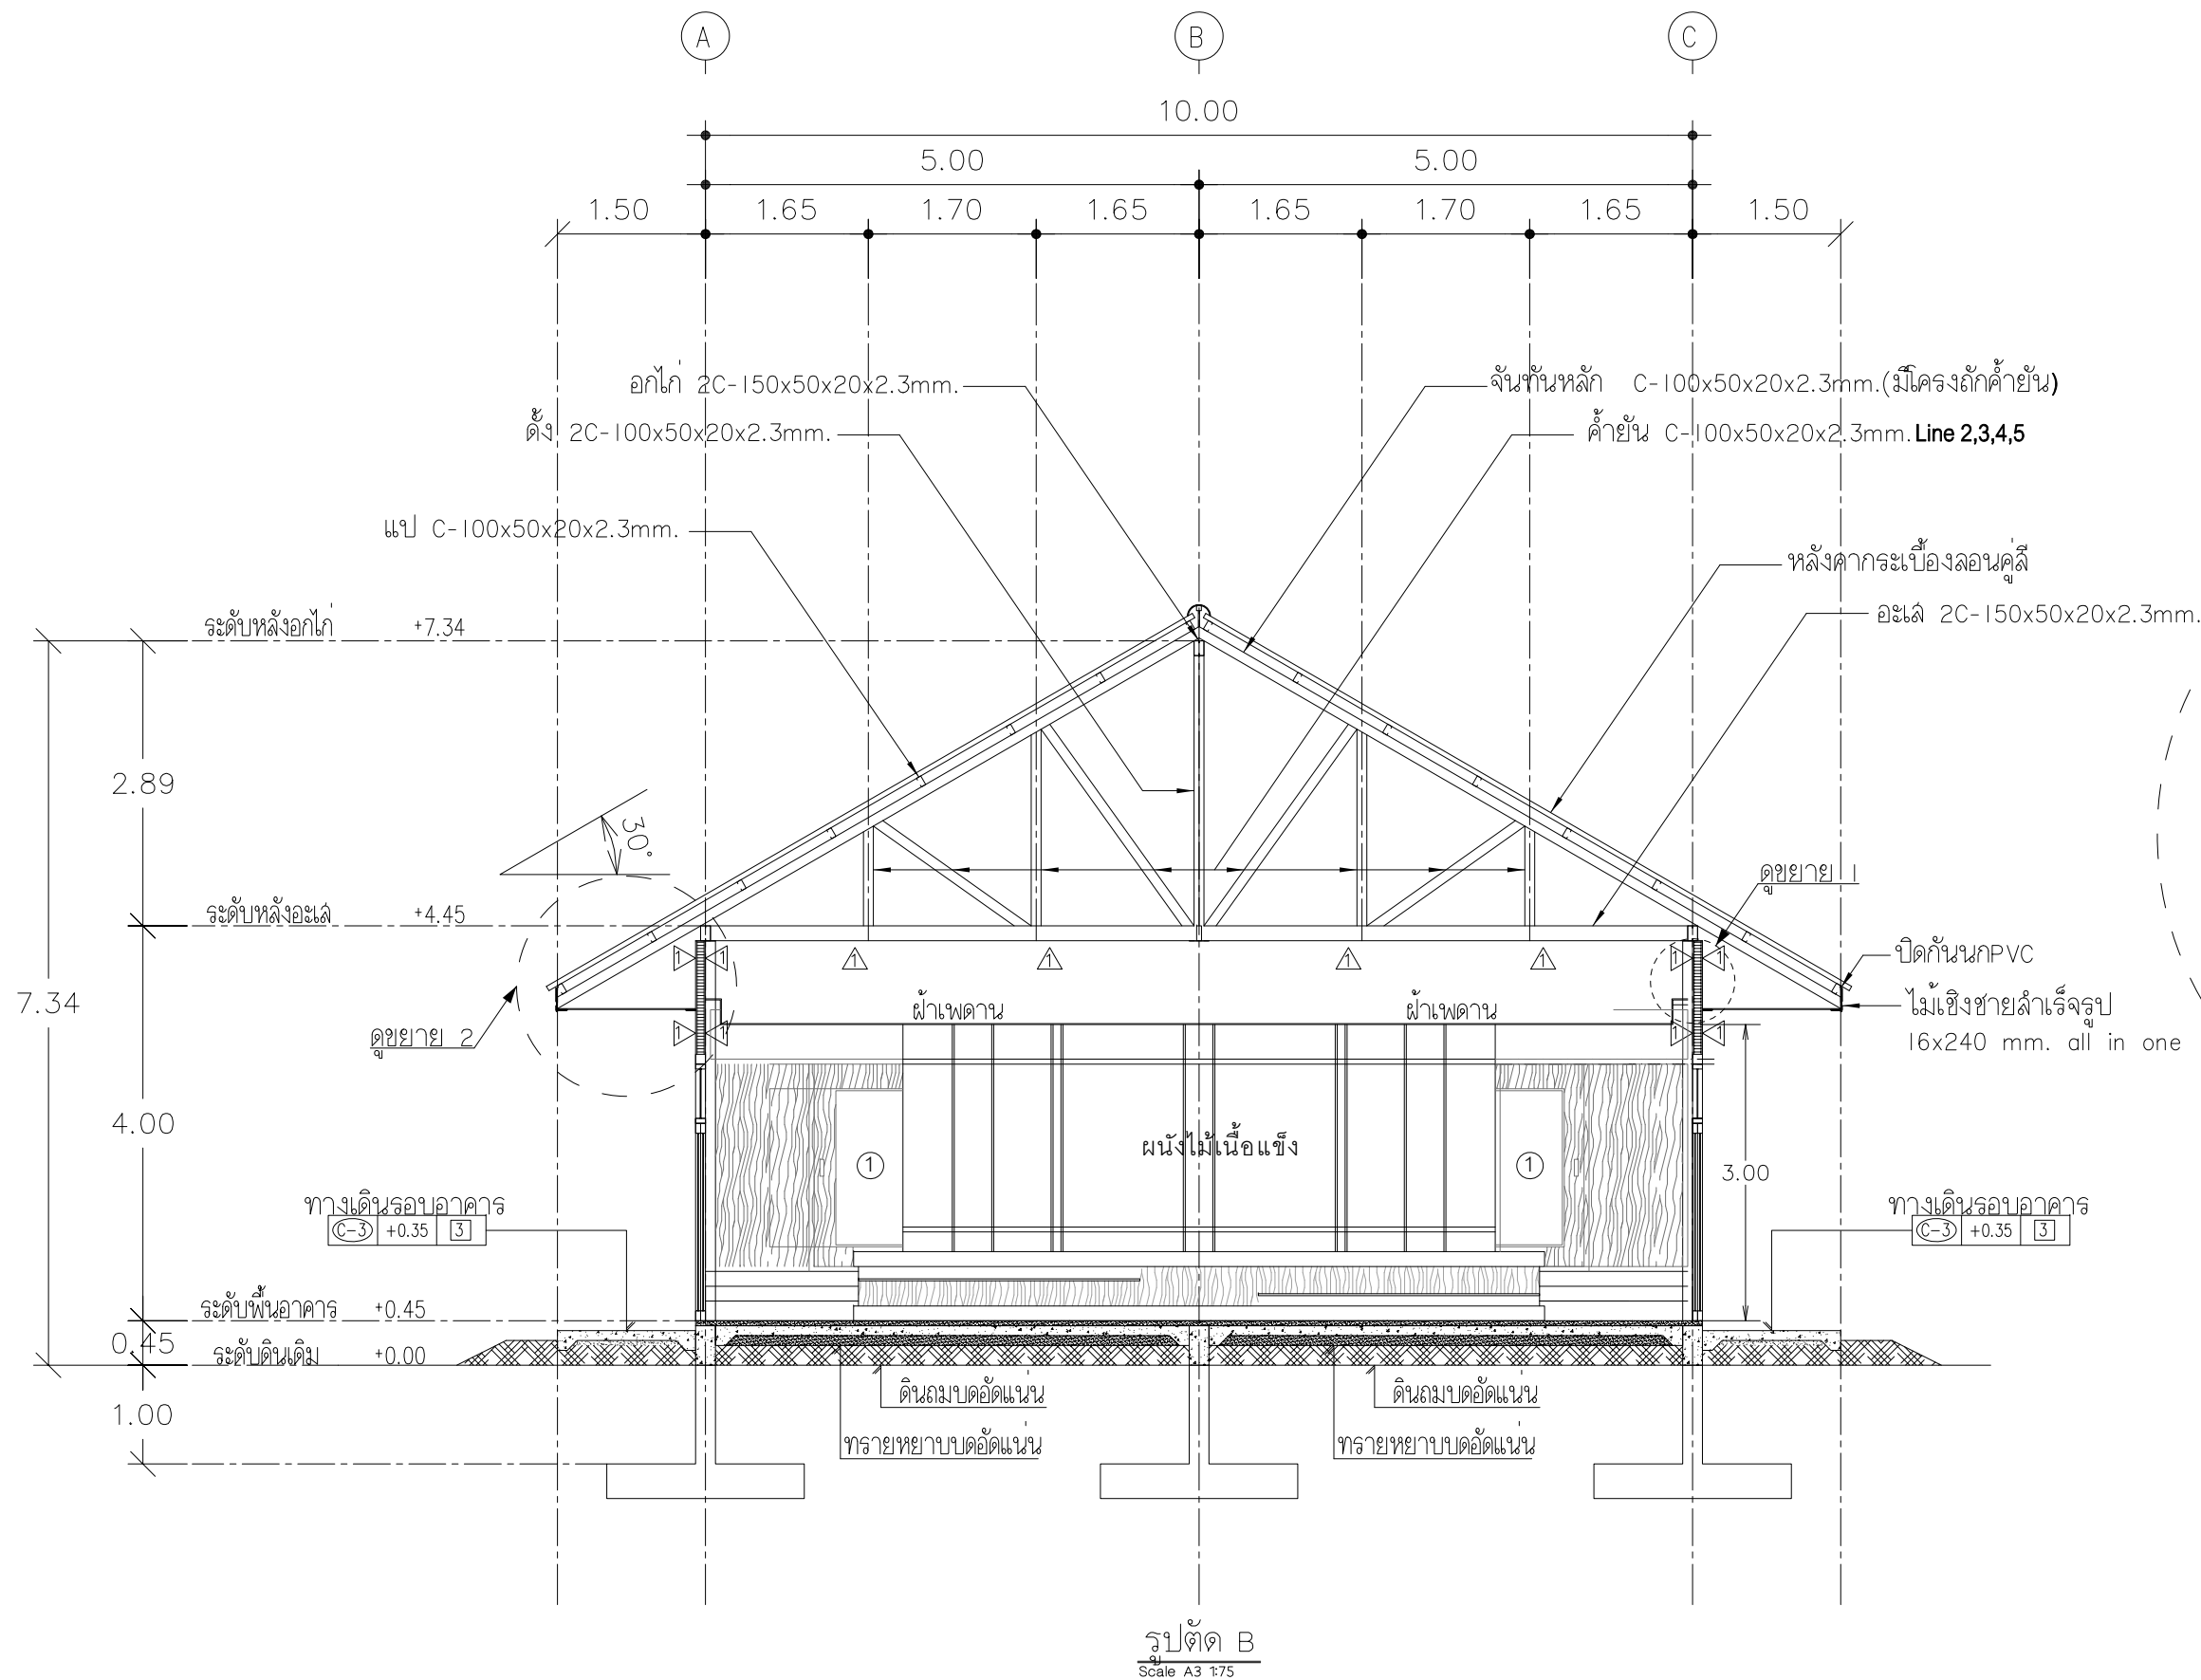 A B C
10.00
5.00 5.00
1.50 1.65 1.70 1.65 1.65 1.70 1.65 1.50
อกไก่ 2C-150x50x20x2.3mm.
จันทันหลัก C-100x50x20x2.3mm.(มีโครงถักค้ำยัน)
ดั้ง 2C-100x50x20x2.3mm.
ค้ำยัน C-100x50x20x2.3mm. Line 2,3,4,5
แป C-100x50x20x2.3mm.
หลังคากระเบื้องลอนคู่สี
อะเส 2C-150x50x20x2.3mm.
ระดับหลังอกไก่ +7.34
2.89
30°
ดูขยาย 1
ระดับหลังอะเส +4.45
1 1 1 1 1 1 1 1
ปิดกันนกPVC
7.34
ฝ้าเพดาน ฝ้าเพดาน
ไม้เชิงชายสำเร็จรูป
16x240 mm. all in one
ดูขยาย 2
1 1 1 1
4.00
ผนังไม้เนื้อแข็ง
1 1
3.00
ทางเดินรอบอาคาร ทางเดินรอบอาคาร
C-3 +0.35 3 C-3 +0.35 3
ระดับพื้นอาคาร +0.45
0.45
ระดับดินเดิม +0.00
ดินถมบดอัดแน่น ดินถมบดอัดแน่น
1.00
ทรายหยาบบดอัดแน่น ทรายหยาบบดอัดแน่น
รูปตัด B
Scale A3 1:75